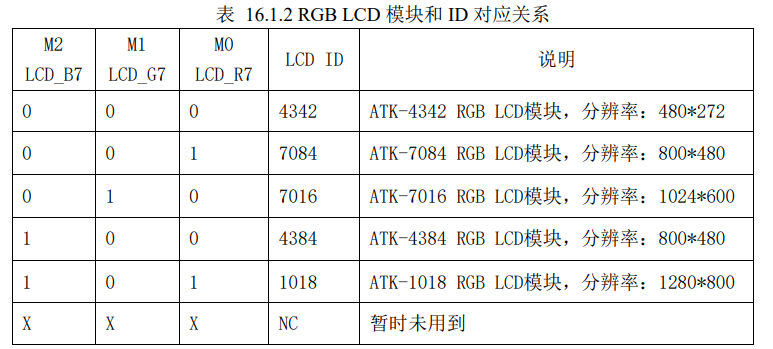 表 16.1.2 RGB LCD 模块和 ID 对应关系
M2 LCD_B7 M1 LCD_G7 M0 LCD_R7 LCD ID 说明
0 0 0 4342 ATK-4342 RGB LCD模块，分辨率：480*272
0 0 1 7084 ATK-7084 RGB LCD模块，分辨率：800*480
0 1 0 7016 ATK-7016 RGB LCD模块，分辨率：1024*600
1 0 0 4384 ATK-4384 RGB LCD模块，分辨率：800*480
1 0 1 1018 ATK-1018 RGB LCD模块，分辨率：1280*800
X X X NC 暂时未用到